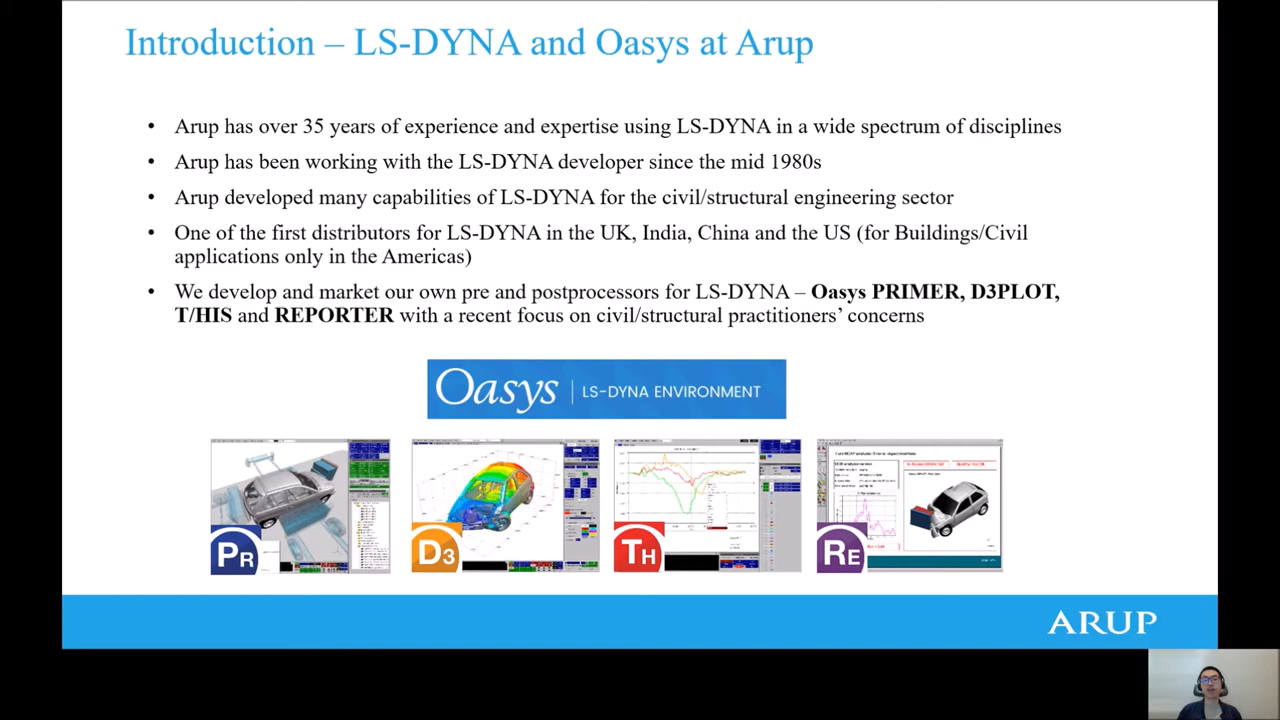 Introduction – LS-DYNA and Oasys at Arup
• Arup has over 35 years of experience and expertise using LS-DYNA in a wide spectrum of disciplines
• Arup has been working with the LS-DYNA developer since the mid 1980s
• Arup developed many capabilities of LS-DYNA for the civil/structural engineering sector
• One of the first distributors for LS-DYNA in the UK, India, China and the US (for Buildings/Civil
applications only in the Americas)
• We develop and market our own pre and postprocessors for LS-DYNA – Oasys PRIMER, D3PLOT,
T/HIS and REPORTER with a recent focus on civil/structural practitioners’ concerns
Oasys | LS-DYNA ENVIRONMENT
PR
D3
TH
RE
ARUP